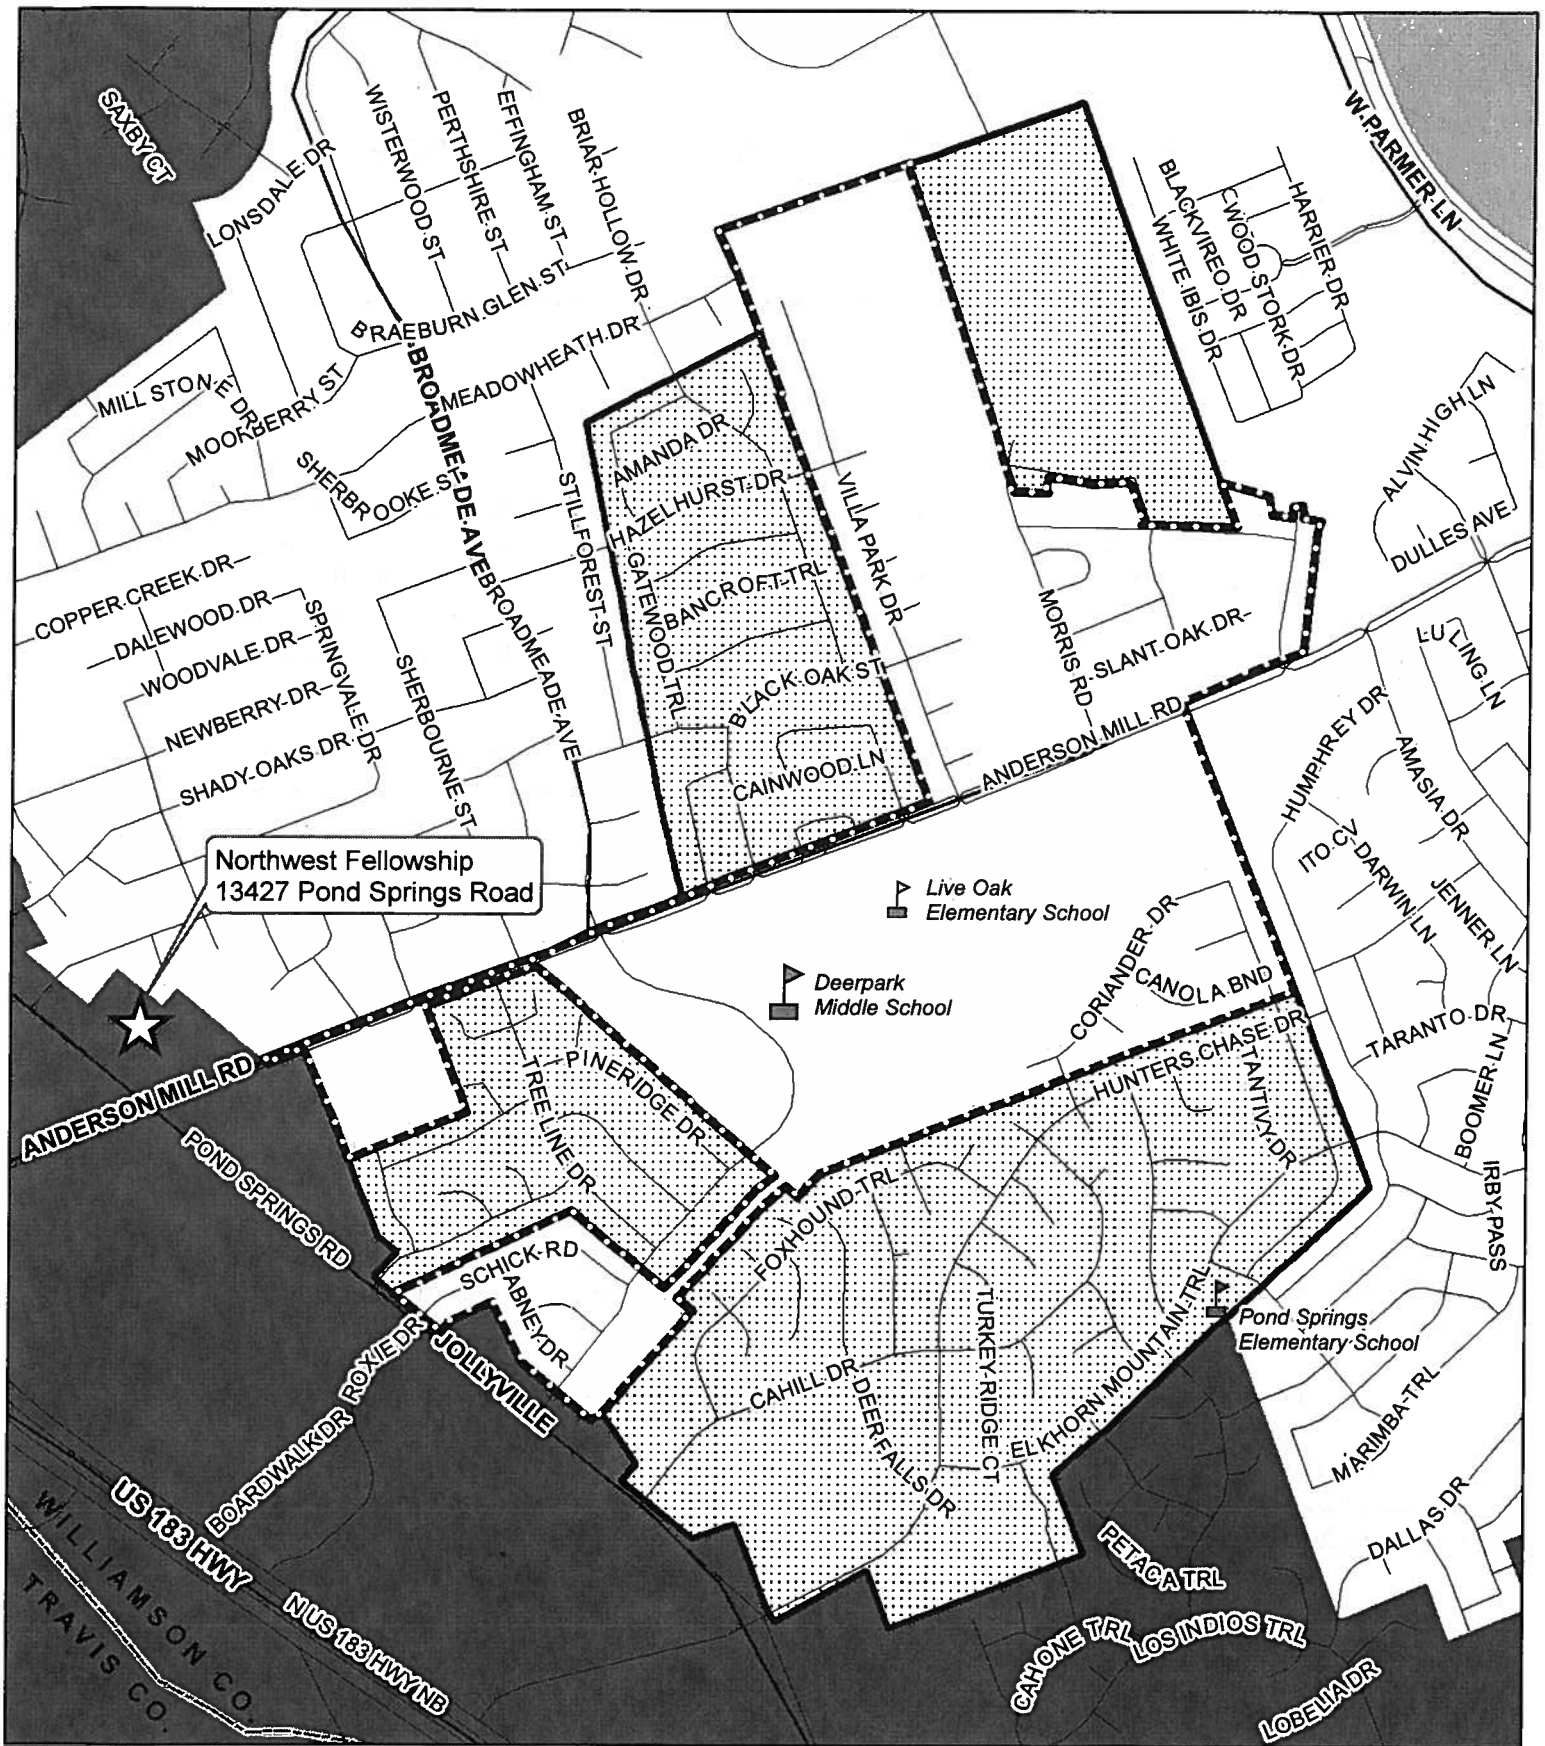 SAXBY CT
LONSDALE DR
WISTERWOOD ST
PERTHSHIRE ST
EFFINGHAM ST
BRIAR HOLLOW DR
W PARMER LN
BLACKVIREO DR
WHITE IBIS DR
WOOD STORK DR
HARRIER DR
BRAEBURN GLEN ST
MEADOWHEATH DR
MILL STONE DR
MOORBERRY ST
SHERBROOKE ST
BROADMEADE AVE
BROADMEADE AVE
STILLFOREST ST
AMANDA DR
HAZELHURST DR
GATEWOOD TRL
BANCROFT TRL
BLACK OAK ST
CAINWOOD LN
VILLA PARK DR
MORRIS RD
SLANT OAK DR
ALVIN HIGH LN
DULLES AVE
LULING LN
COPPER CREEK DR
DALEWOOD DR
WOODVALE DR
SPRINGVALE DR
NEWBERRY DR
SHADY OAKS DR
SHERBOURNE ST
ANDERSON MILL RD
HUMPHREY DR
AMASIA DR
ITO CV
DARWIN LN
JENNER LN
Northwest Fellowship
13427 Pond Springs Road
Live Oak
Elementary School
Deerpark
Middle School
CORIANDER DR
CANOLA BND
HUNTERS CHASE DR
TANTIVY DR
TARANTO DR
BOOMER LN
IRBY PASS
ANDERSON MILL RD
POND SPRINGS RD
TREE LINE DR
PINERIDGE DR
SCHICK RD
ABNEY DR
FOXHOUND TRL
TURKEY RIDGE CT
ELKHORN MOUNTAIN TRL
Pond Springs
Elementary School
ROXIE DR
JOLLYVILLE
CAHILL DR
DEER FALLS DR
BOARDWALK DR
MARIMBA TRL
DALLAS DR
US 183 HWY
N US 183 HWY NB
WILLIAMSON CO.
TRAVIS CO.
PETACA TRL
CAHONE TRL
LOS INDIOS TRL
LOBELIA DR